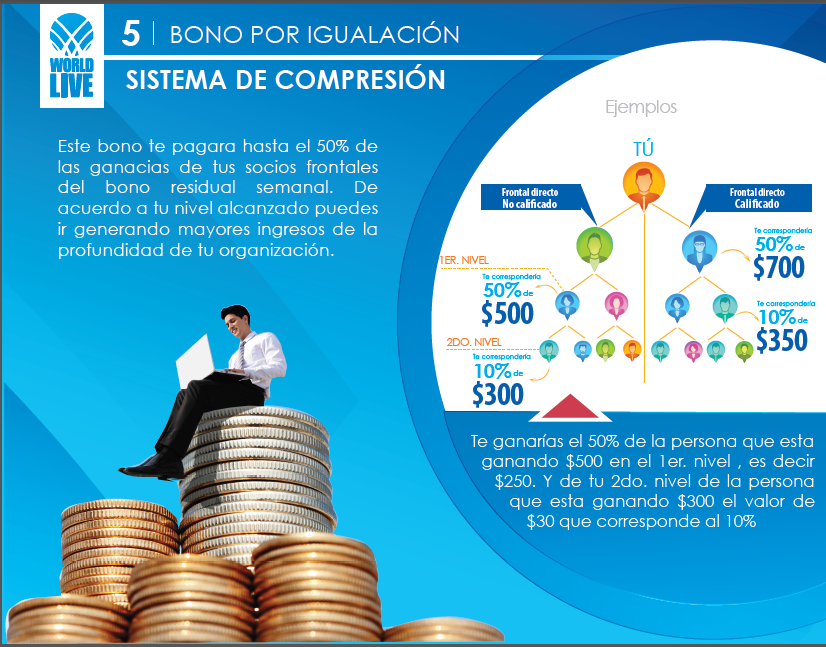 WORLD
LIVE
5 | BONO POR IGUALACIÓN
SISTEMA DE COMPRESIÓN
Este bono te pagara hasta el 50% de
las ganacias de tus socios frontales
del bono residual semanal. De
acuerdo a tu nivel alcanzado puedes
ir generando mayores ingresos de la
profundidad de tu organización.
Ejemplos
TÚ
Frontal directo
No calificado
Frontal directo
Calificado
Te correspondería
50% de
$700
1ER. NIVEL
Te correspondería
50% de
$500
Te correspondería
10% de
$350
2DO. NIVEL
Te correspondería
10% de
$300
Te ganarías el 50% de la persona que esta
ganando $500 en el 1er. nivel , es decir
$250. Y de tu 2do. nivel de la persona
que esta ganando $300 el valor de
$30 que corresponde al 10%